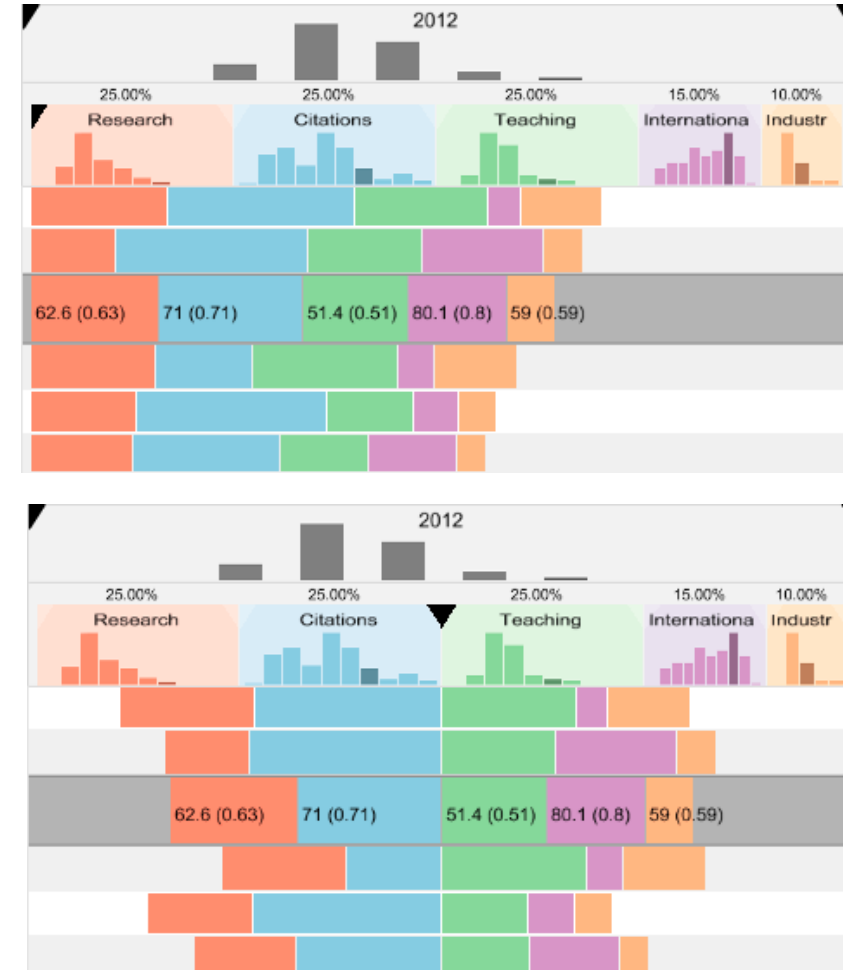 2012
25.00% 25.00% 25.00% 15.00% 10.00%
Research Citations Teaching Internationa Industr
62.6 (0.63) 71 (0.71) 51.4 (0.51) 80.1 (0.8) 59 (0.59)
2012
25.00% 25.00% 25.00% 15.00% 10.00%
Research Citations Teaching Internationa Industr
62.6 (0.63) 71 (0.71) 51.4 (0.51) 80.1 (0.8) 59 (0.59)